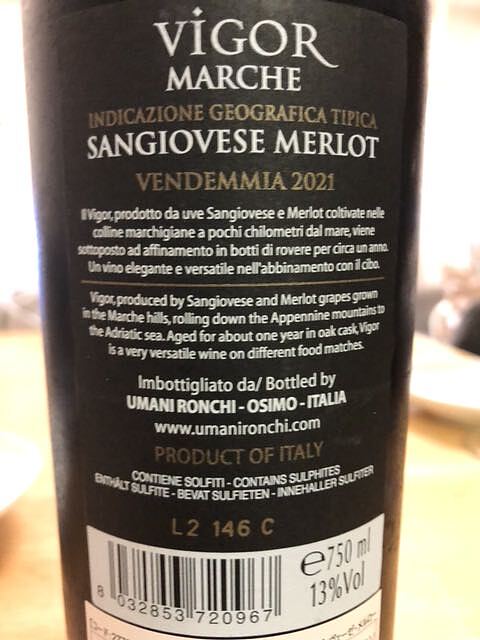 VİGOR
MARCHE
INDICAZIONE GEOGRAFICA TIPICA
SANGIOVESE MERLOT
VENDEMMIA 2021
Il Vigor, prodotto da uve Sangiovese e Merlot coltivate nelle
colline marchigiane a pochi chilometri dal mare, viene
sottoposto ad affinamento in botti di rovere per circa un anno.
Un vino elegante e versatile nell'abbinamento con il cibo.
Vigor, produced by Sangiovese and Merlot grapes grown
in the Marche hills, rolling down the Appennine mountains to
the Adriatic sea. Aged for about one year in oak cask, Vigor
is a very versatile wine on different food matches.
Imbottigliato da/ Bottled by
UMANI RONCHI - OSIMO - ITALIA
www.umanironchi.com
PRODUCT OF ITALY
CONTIENE SOLFITI - CONTAINS SULPHITES
ENTHÄLT SULFITE - BEVAT SULFIETEN - INNEHALLER SULFITER
L2 146 C
e 750 ml
13%Vol
8 032853 720967